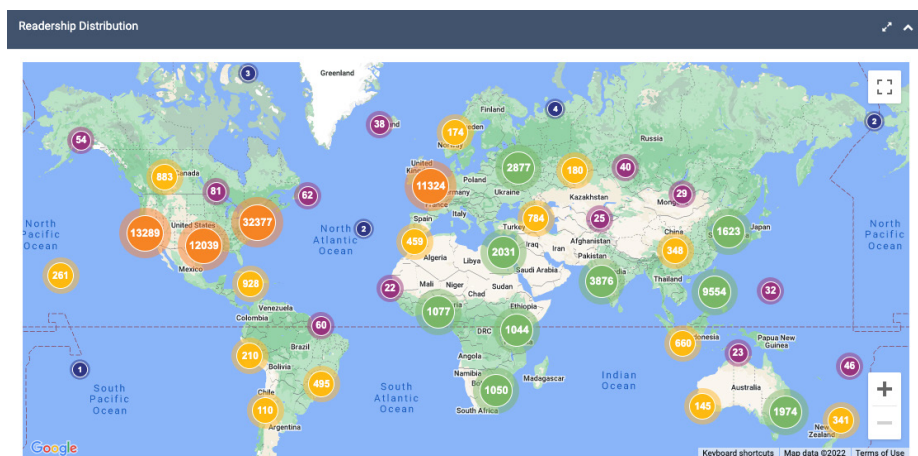 Readership Distribution
3
Greenland
4
2
54
38
Finland
174
Sweden
Russia
883
Canada
81
62
United
11324
Poland
Germany
Ukraine
2877
180
40
Kazakhstan
29
25
North
Pacific
Ocean
13289
United States
12039
32377
North
Atlantic
Ocean
2
Spain
Italy
Turkey
784
459
Algeria
Libya
2031
Iraq
Iran
Afghanistan
Pakistan
China
348
1623
Japan
North
Pacific
Ocean
261
Mexico
928
22
Mali
Niger
Chad
Sudan
Saudi Arabia
3876
Thailand
9554
32
Venezuela
Colombia
1077
Ethiopia
60
DRC
1044
660
Papua New
Guinea
23
46
210
Brazil
Bolivia
Angola
1
South
Pacific
Ocean
495
South
Atlantic
Ocean
Namibia
1050
Madagascar
Indian
Ocean
Australia
145
1974
110
Chile
Argentina
South Africa
New
Zealand
341
+
−
Google
Keyboard shortcuts
Map data ©2022
Terms of Use